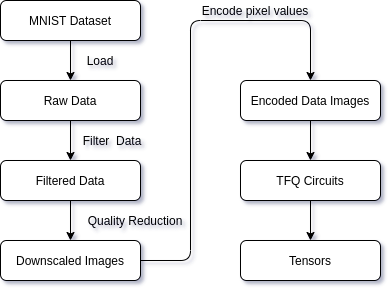 MNIST Dataset
Load
Raw Data
Filter Data
Filtered Data
Quality Reduction
Downscaled Images
Encode pixel values
Encoded Data Images
TFQ Circuits
Tensors